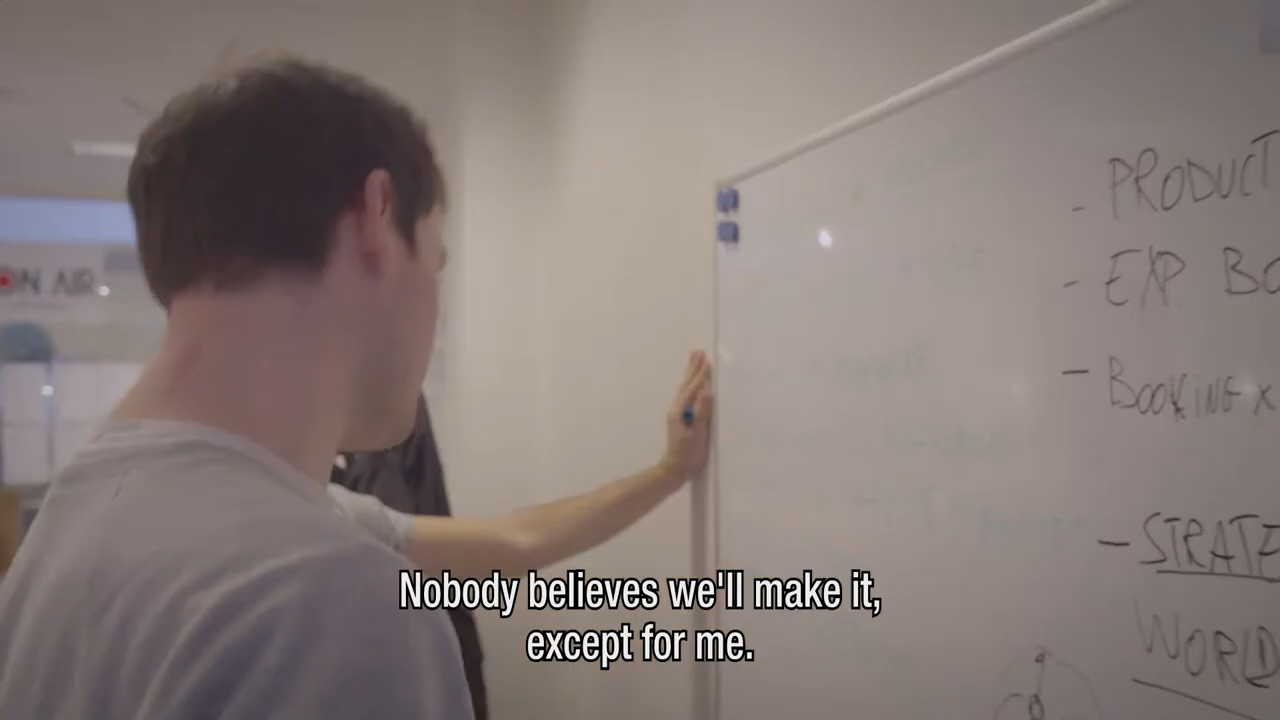 ON AIR
- PRODUCT
- EXP BO
- BOOKING X
- STRATE
WORLD
Nobody believes we'll make it,
except for me.